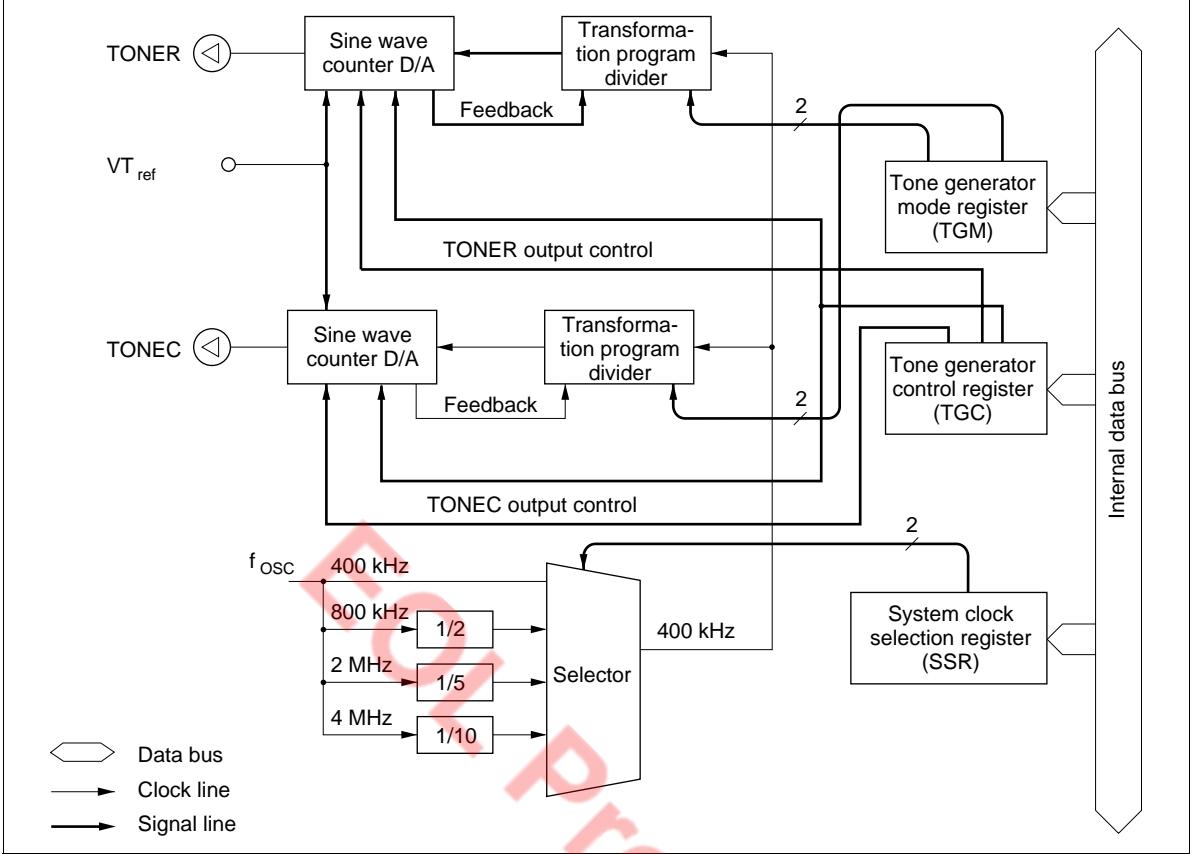 TONER
Sine wave
counter D/A
Transforma-
tion program
divider
Feedback
2
VT ref
Tone generator
mode register
(TGM)
TONER output control
TONEC
Sine wave
counter D/A
Transforma-
tion program
divider
Feedback
2
Tone generator
control register
(TGC)
Internal data bus
TONEC output control
2
f OSC
400 kHz
800 kHz
1/2
2 MHz
1/5
4 MHz
1/10
Selector
400 kHz
System clock
selection register
(SSR)
Data bus
Clock line
Signal line
EOL Pr